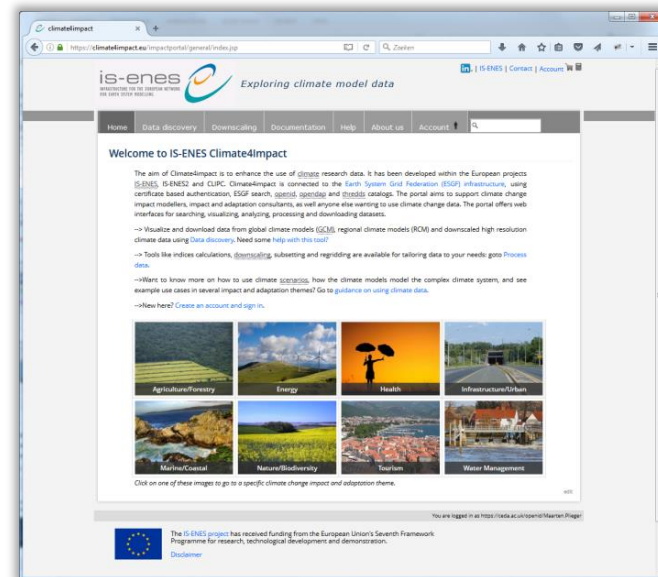 climate4impact
https://climate4impact.eu/impactportal/general/index.jsp
Zoeken
is-enes
INFRASTRUCTURE FOR THE EUROPEAN NETWORK
FOR EARTH SYSTEM MODELLING
Exploring climate model data
| IS-ENES | Contact | Account
Home Data discovery Downscaling Documentation Help About us Account
Welcome to IS-ENES Climate4Impact
The aim of Climate4Impact is to enhance the use of climate research data. It has been developed within the European projects
IS-ENES, IS-ENES2 and CLIPC. Climate4impact is connected to the Earth System Grid Federation (ESGF) infrastructure, using
certificate based authentication, ESGF search, openid, opendap and thredds catalogs. The portal aims to support climate change
impact modellers, impact and adaptation consultants, as well anyone else wanting to use climate change data. The portal offers web
interfaces for searching, visualizing, analyzing, processing and downloading datasets.
--> Visualize and download data from global climate models (GCM), regional climate models (RCM) and downscaled high resolution
climate data using Data discovery. Need some help with this tool?
--> Tools like indices calculations, downscaling, subsetting and regridding are available for tailoring data to your needs: goto Process
data.
-->Want to know more on how to use climate scenarios, how the climate models model the complex climate system, and see
example use cases in several impact and adaptation themes? Go to guidance on using climate data.
-->New here? Create an account and sign in.
Agriculture/Forestry Energy Health Infrastructure/Urban
Marine/Coastal Nature/Biodiversity Tourism Water Management
Click on one of these images to go to a specific climate change impact and adaptation theme.
edit
You are logged in as https://ceda.ac.uk/openid/Maarten.Plieger
The IS-ENES project has received funding from the European Union's Seventh Framework
Programme for research, technological development and demonstration.
Disclaimer